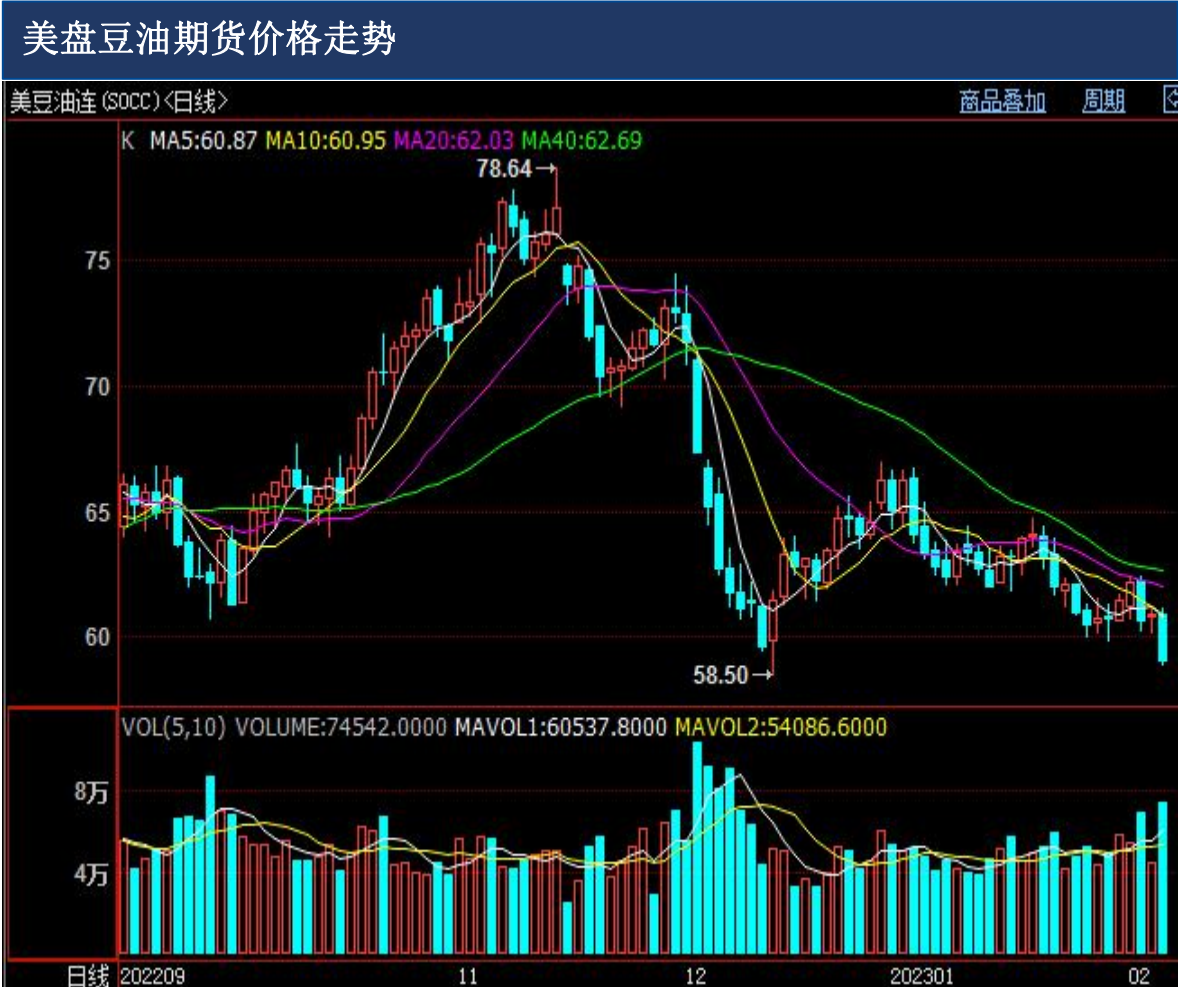 美盘豆油期货价格走势
美豆油连(SOCC)<日线> 商品叠加 周期
K MA5:60.87 MA10:60.95 MA20:62.03 MA40:62.69
78.64→
75
70
65
60
58.50→
VOL(5,10) VOLUME:74542.0000 MAVOL1:60537.8000 MAVOL2:54086.6000
8万
4万
日线 202209 11 12 202301 02